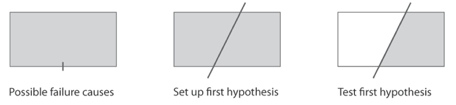 Possible failure causes
Set up first hypothesis
Test first hypothesis